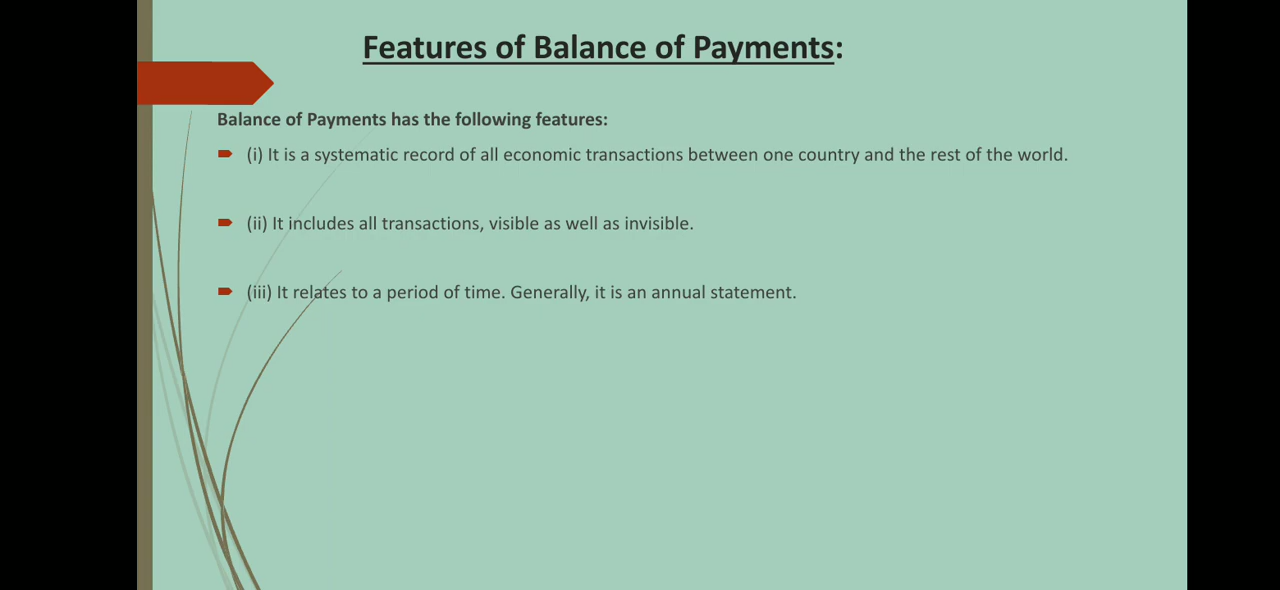 Features of Balance of Payments:
Balance of Payments has the following features:
(i) It is a systematic record of all economic transactions between one country and the rest of the world.
(ii) It includes all transactions, visible as well as invisible.
(iii) It relates to a period of time. Generally, it is an annual statement.